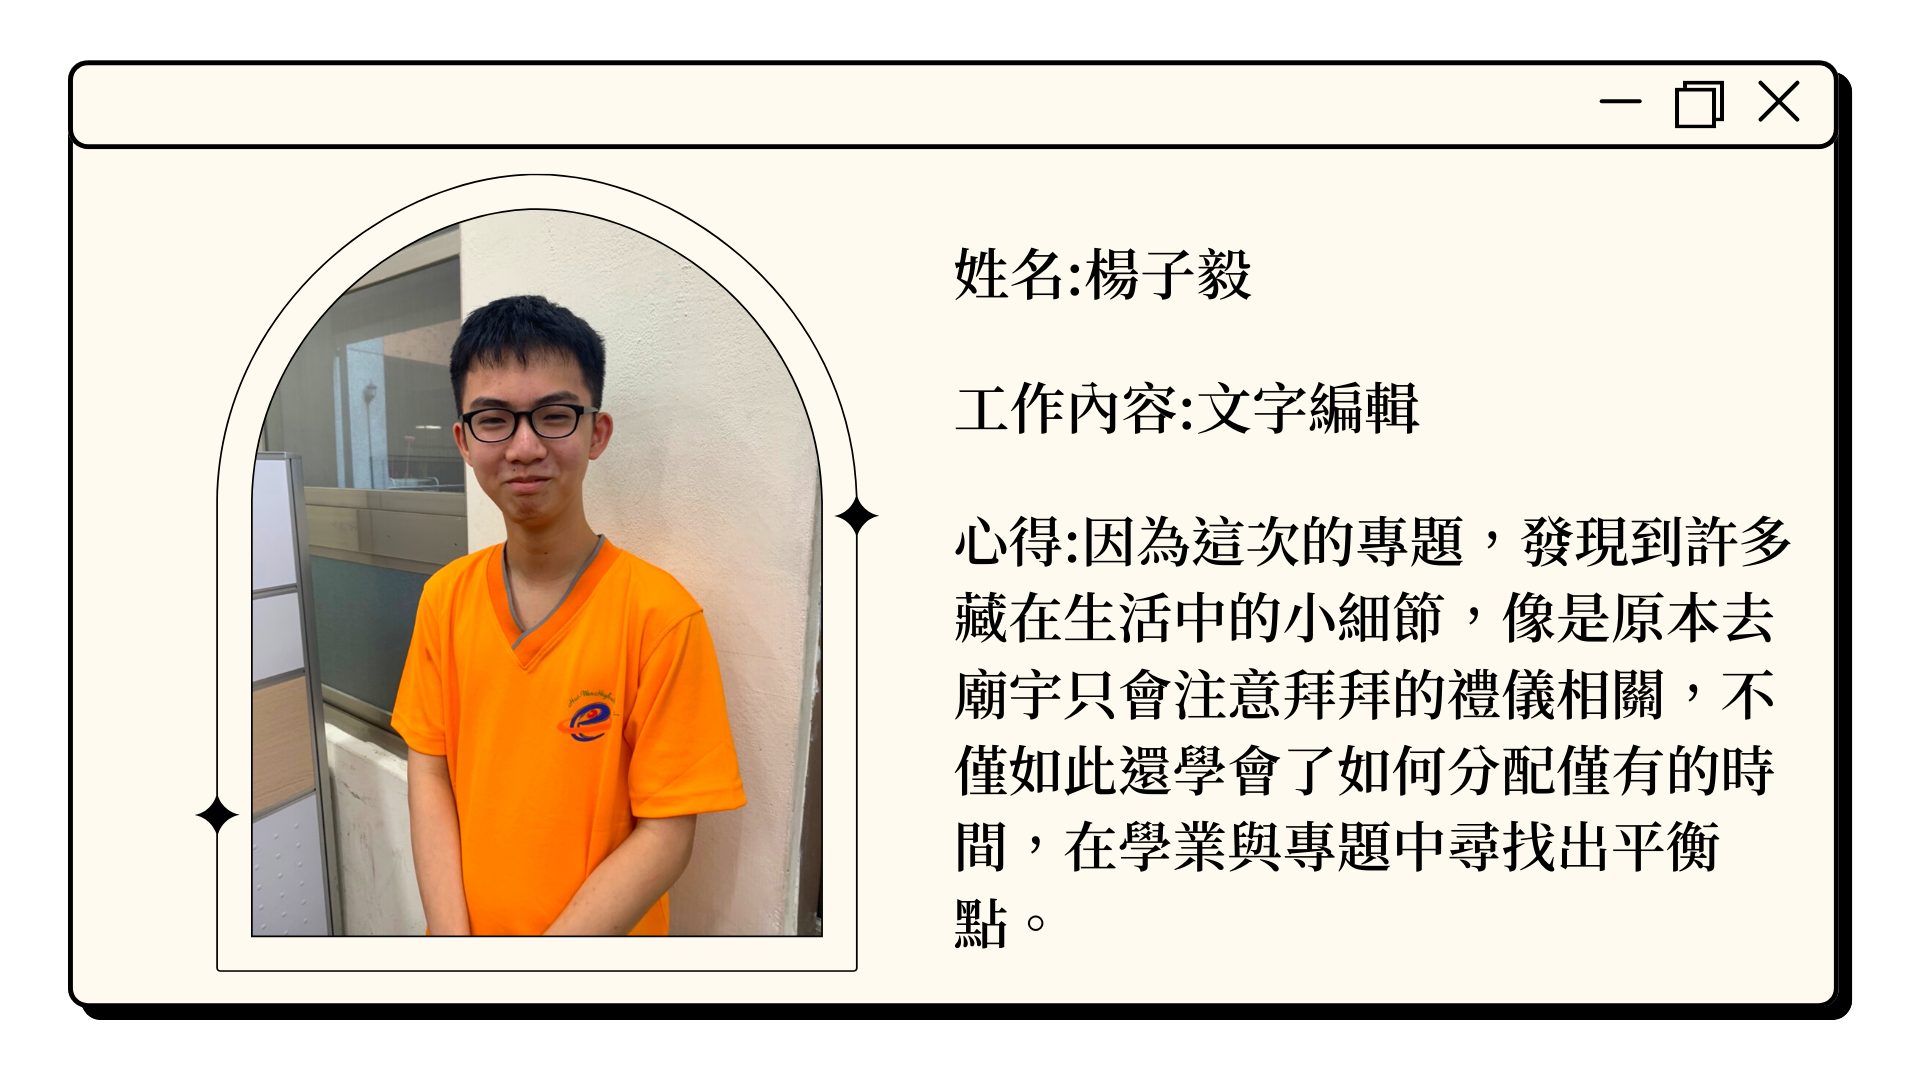 姓名:楊子毅
工作內容:文字編輯
心得:因為這次的專題，發現到許多
藏在生活中的小細節，像是原本去
廟宇只會注意拜拜的禮儀相關，不
僅如此還學會了如何分配僅有的時
間，在學業與專題中尋找出平衡
點。